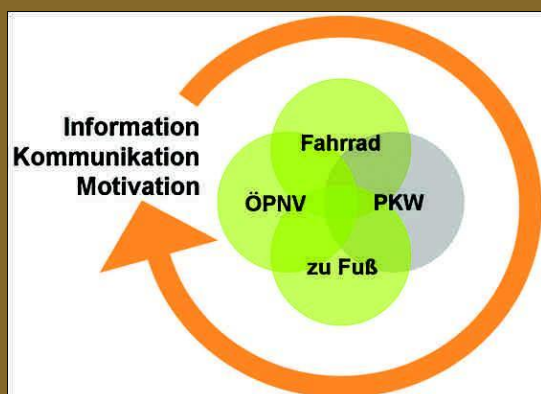 Information
Kommunikation
Motivation
Fahrrad
ÖPNV PKW
zu Fuß